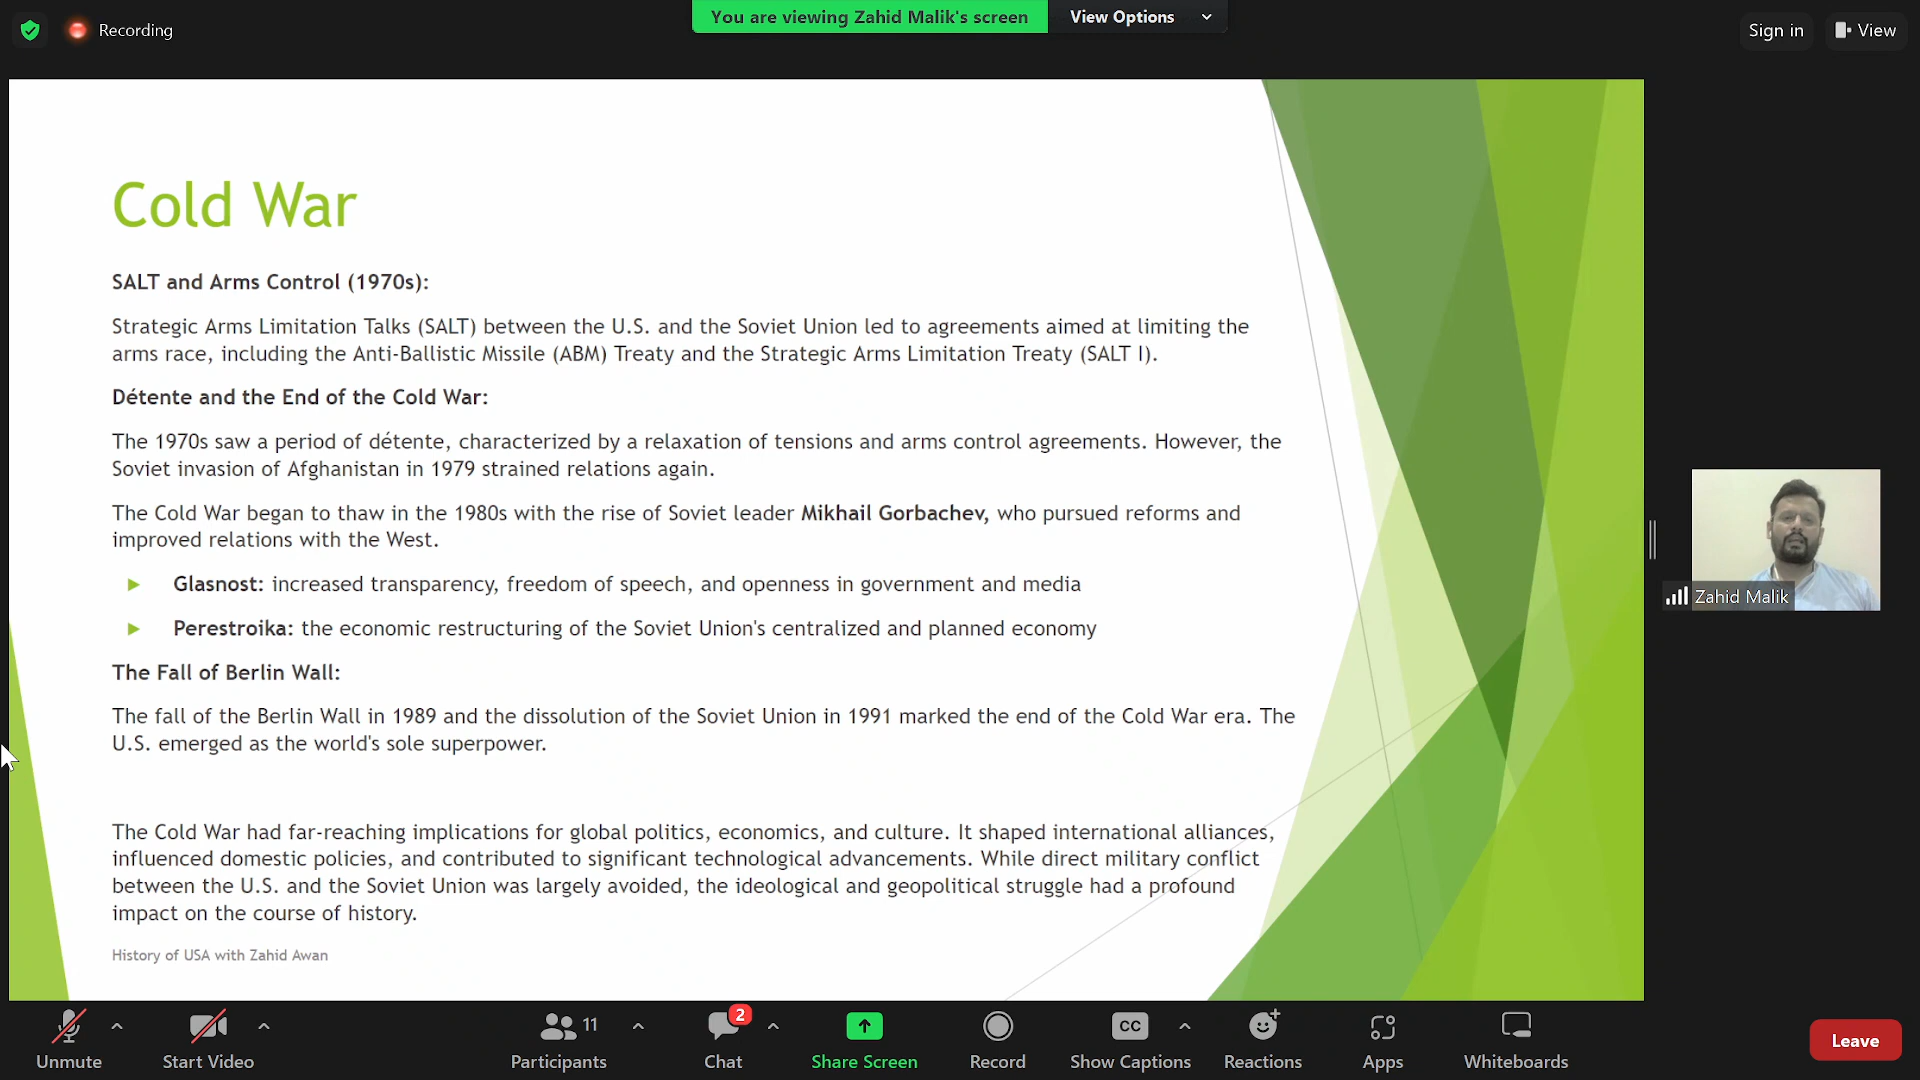 Recording
You are viewing Zahid Malik's screen
View Options
Sign in
View
Cold War
SALT and Arms Control (1970s):
Strategic Arms Limitation Talks (SALT) between the U.S. and the Soviet Union led to agreements aimed at limiting the
arms race, including the Anti-Ballistic Missile (ABM) Treaty and the Strategic Arms Limitation Treaty (SALT I).
Détente and the End of the Cold War:
The 1970s saw a period of détente, characterized by a relaxation of tensions and arms control agreements. However, the
Soviet invasion of Afghanistan in 1979 strained relations again.
The Cold War began to thaw in the 1980s with the rise of Soviet leader Mikhail Gorbachev, who pursued reforms and
improved relations with the West.
Glasnost: increased transparency, freedom of speech, and openness in government and media
Perestroika: the economic restructuring of the Soviet Union's centralized and planned economy
The Fall of Berlin Wall:
The fall of the Berlin Wall in 1989 and the dissolution of the Soviet Union in 1991 marked the end of the Cold War era. The
U.S. emerged as the world's sole superpower.
The Cold War had far-reaching implications for global politics, economics, and culture. It shaped international alliances,
influenced domestic policies, and contributed to significant technological advancements. While direct military conflict
between the U.S. and the Soviet Union was largely avoided, the ideological and geopolitical struggle had a profound
impact on the course of history.
History of USA with Zahid Awan
Zahid Malik
Unmute
Start Video
11
Participants
2
Chat
Share Screen
Record
CC
Show Captions
Reactions
Apps
Whiteboards
Leave